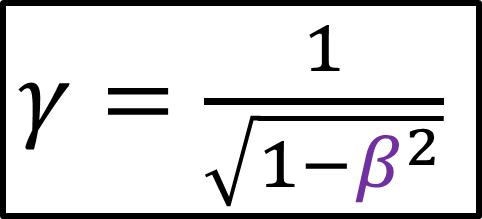 γ = 1 / √(1−β²)